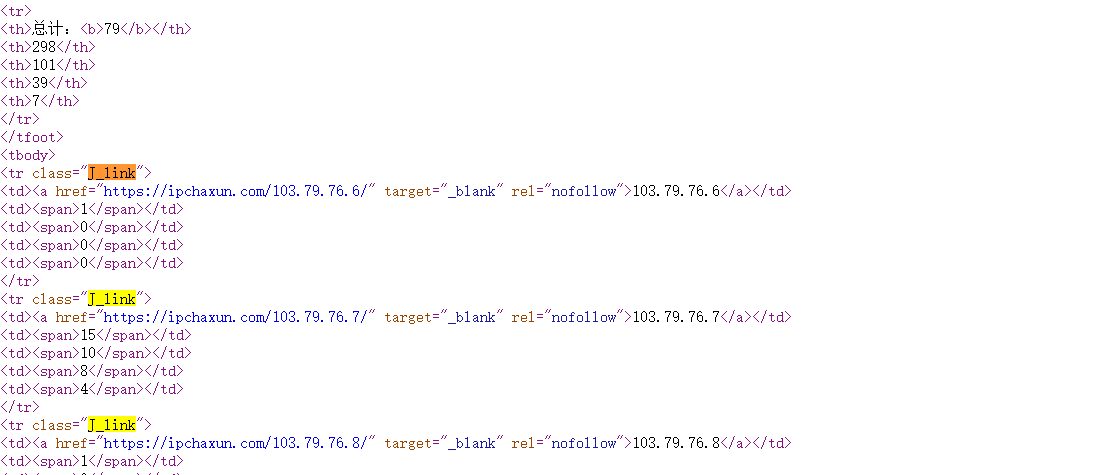 <tr>
<th>总计：<b>79</b></th>
<th>298</th>
<th>101</th>
<th>39</th>
<th>7</th>
</tr>
</tfoot>
<tbody>
<tr class="J_link">
<td><a href="https://ipchaxun.com/103.79.76.6/" target="_blank" rel="nofollow">103.79.76.6</a></td>
<td><span>1</span></td>
<td><span>0</span></td>
<td><span>0</span></td>
<td><span>0</span></td>
</tr>
<tr class="J_link">
<td><a href="https://ipchaxun.com/103.79.76.7/" target="_blank" rel="nofollow">103.79.76.7</a></td>
<td><span>15</span></td>
<td><span>10</span></td>
<td><span>8</span></td>
<td><span>4</span></td>
</tr>
<tr class="J_link">
<td><a href="https://ipchaxun.com/103.79.76.8/" target="_blank" rel="nofollow">103.79.76.8</a></td>
<td><span>1</span></td>